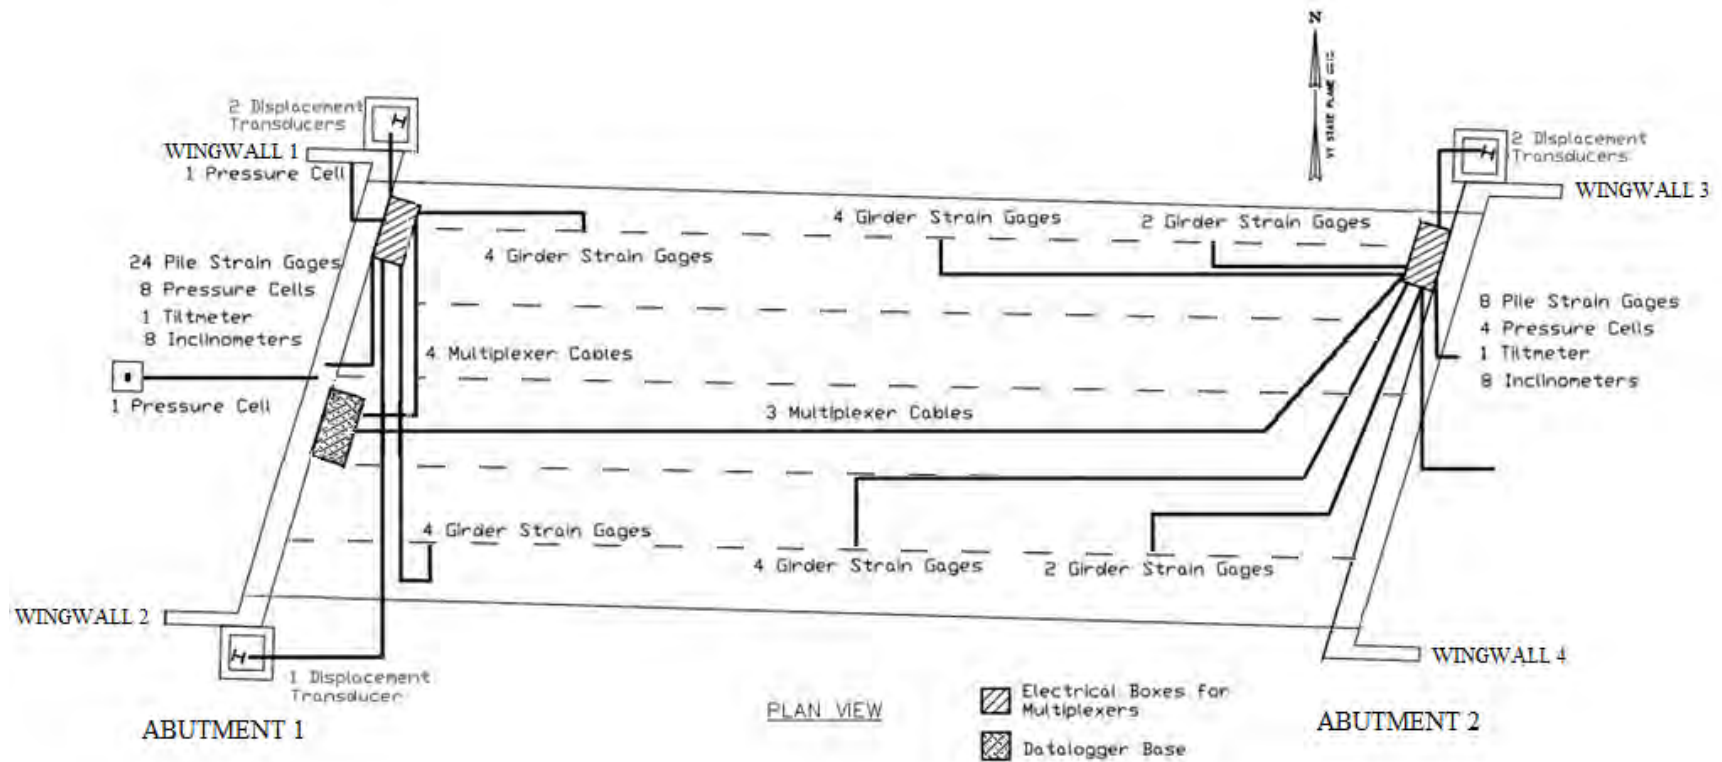 N
VT STATE PLANE GRID
2 Displacement
Transducers
WINGWALL 1
1 Pressure Cell
2 Displacement
Transducers
WINGWALL 3
4 Girder Strain Gages
2 Girder Strain Gages
4 Girder Strain Gages
24 Pile Strain Gages
8 Pressure Cells
1 Tiltmeter
8 Inclinometers
8 Pile Strain Gages
4 Pressure Cells
1 Tiltmeter
8 Inclinometers
4 Multiplexer Cables
1 Pressure Cell
3 Multiplexer Cables
4 Girder Strain Gages
4 Girder Strain Gages
2 Girder Strain Gages
WINGWALL 2
WINGWALL 4
1 Displacement
Transducer
ABUTMENT 1
PLAN VIEW
Electrical Boxes for
Multiplexers
Datalogger Base
ABUTMENT 2